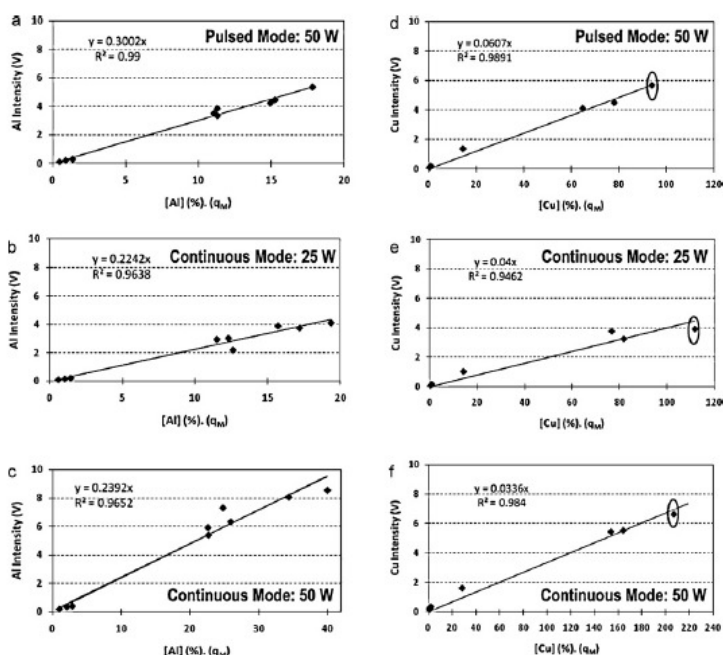 a
Pulsed Mode: 50 W
y = 0.3002x
R² = 0.99
Al Intensity (V)
10
8
6
4
2
0
0 5 10 15 20
[Al] (%). (qM)
b
Continuous Mode: 25 W
y = 0.2242x
R² = 0.9638
Al Intensity (V)
10
8
6
4
2
0
0 5 10 15 20
[Al] (%). (qM)
c
y = 0.2392x
R² = 0.9652
Al Intensity (V)
10
8
6
4
2
0
Continuous Mode: 50 W
0 10 20 30 40
[Al] (%). (qM)
d
Pulsed Mode: 50 W
y = 0.0607x
R² = 0.9891
Cu Intensity (V)
10
8
6
4
2
0
0 20 40 60 80 100 120
[Cu] (%). (qM)
e
Continuous Mode: 25 W
y = 0.04x
R² = 0.9462
Cu Intensity (V)
10
8
6
4
2
0
0 20 40 60 80 100 120
[Cu] (%). (qM)
f
y = 0.0336x
R² = 0.984
Cu Intensity (V)
10
8
6
4
2
0
Continuous Mode: 50 W
0 20 40 60 80 100 120 140 160 180 200 220 240
[Cu] (%). (qM)